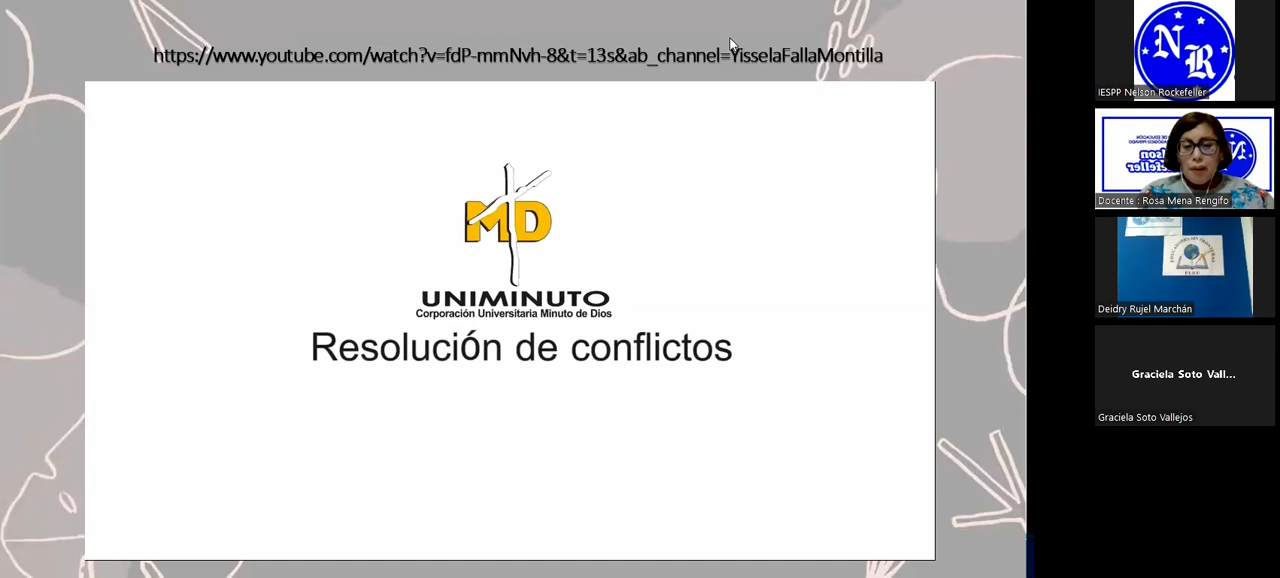 https://www.youtube.com/watch?v=fdP-mmNvh-8&t=13s&ab_channel=YisselaFallaMontilla
MD
UNIMINUTO
Corporación Universitaria Minuto de Dios
Resolución de conflictos
NR
IESPP Nelson Rockefeller
Docente : Rosa Mena Rengifo
Deidry Rujel Marchán
Graciela Soto Vall...
Graciela Soto Vallejos